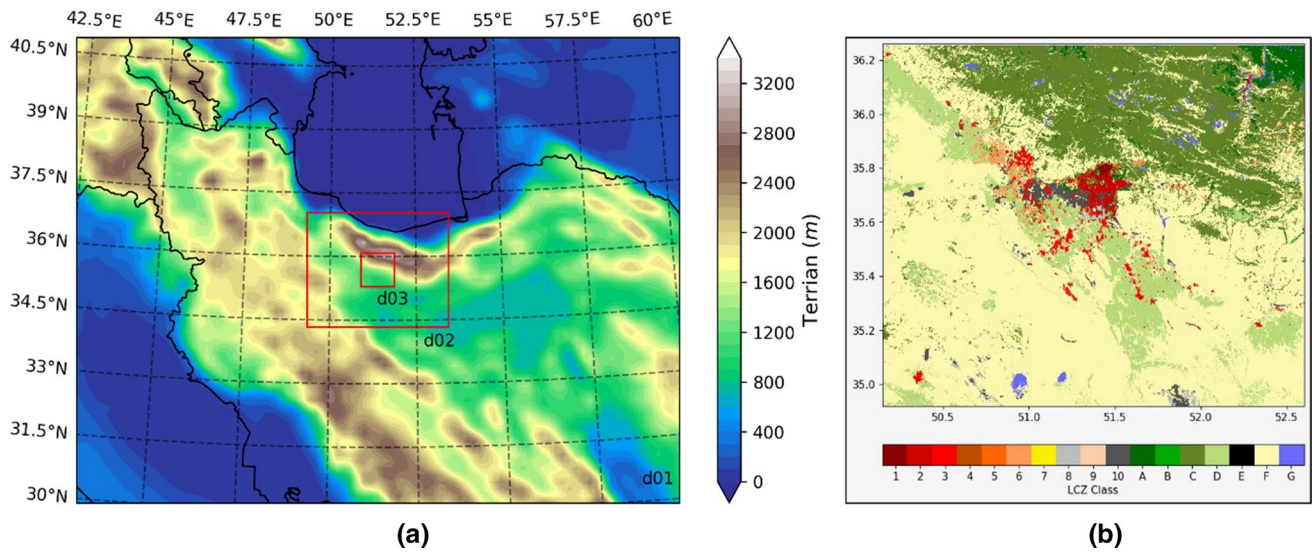 42.5°E 45°E 47.5°E 50°E 52.5°E 55°E 57.5°E 60°E
40.5°N
39°N
37.5°N
36°N
34.5°N
33°N
31.5°N
30°N
d03
d02
d01
3200
2800
2400
2000
1600
1200
800
400
0
Terrian (m)
(a)
36.2
36.0
35.8
35.6
35.4
35.2
35.0
50.5 51.0 51.5 52.0 52.5
1 2 3 4 5 6 7 8 9 10 A B C D E F G
LCZ Class
(b)